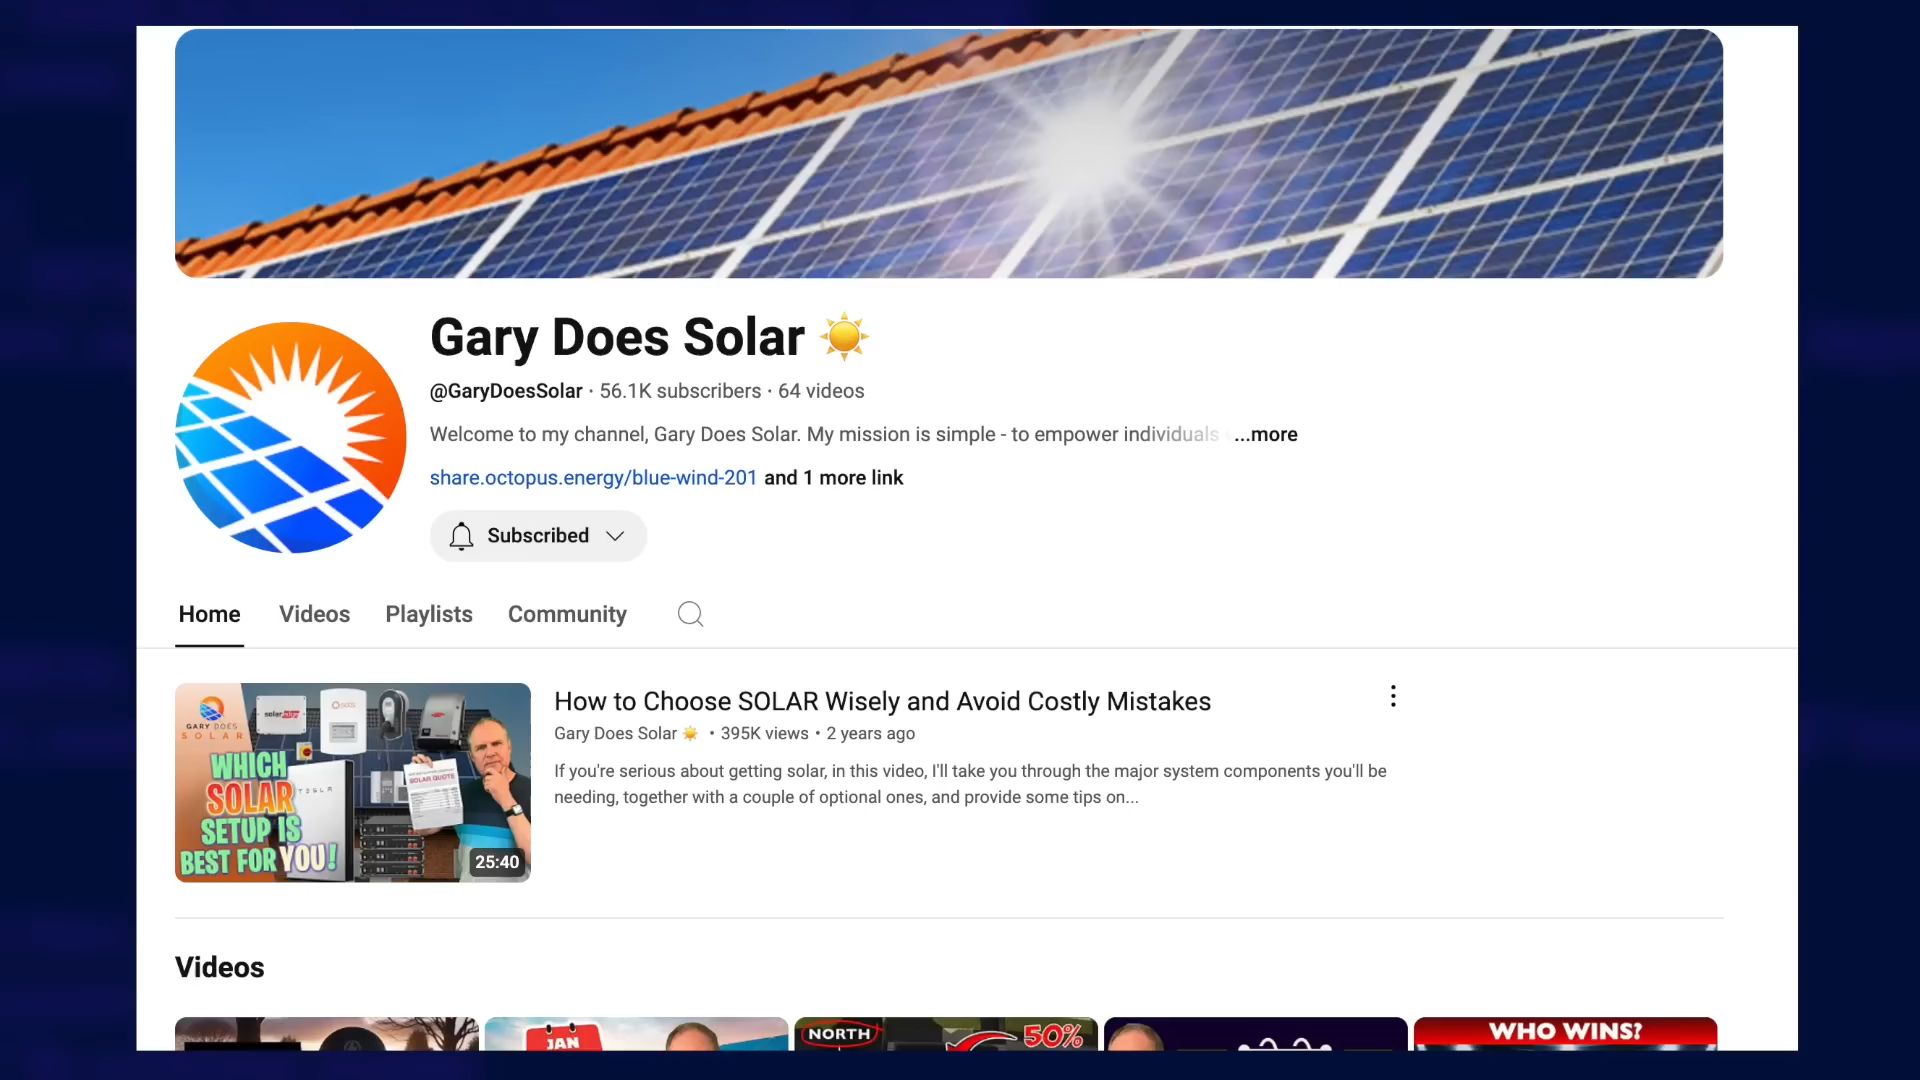 Gary Does Solar ☀️
@GaryDoesSolar · 56.1K subscribers · 64 videos
Welcome to my channel, Gary Does Solar. My mission is simple - to empower individuals ...more
share.octopus.energy/blue-wind-201 and 1 more link
Subscribed
Home Videos Playlists Community
How to Choose SOLAR Wisely and Avoid Costly Mistakes
Gary Does Solar ☀️ • 395K views • 2 years ago
If you're serious about getting solar, in this video, I'll take you through the major system components you'll be
needing, together with a couple of optional ones, and provide some tips on...
GARY DOES
SOLAR
solaredge
WHICH
SOLAR
SETUP IS
BEST FOR YOU!
TESLA
SOLAR QUOTE
25:40
Videos
JAN
NORTH
50%
WHO WINS?